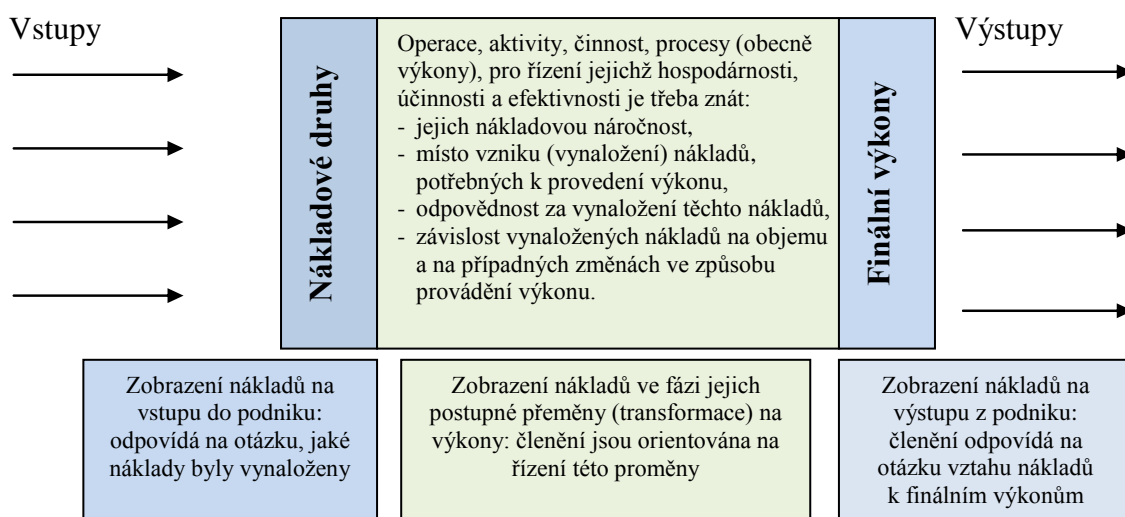 Vstupy
Nákladové druhy
Operace, aktivity, činnost, procesy (obecně
výkony), pro řízení jejichž hospodárnosti,
účinnosti a efektivnosti je třeba znát:
- jejich nákladovou náročnost,
- místo vzniku (vynaložení) nákladů,
potřebných k provedení výkonu,
- odpovědnost za vynaložení těchto nákladů,
- závislost vynaložených nákladů na objemu
a na případných změnách ve způsobu
provádění výkonu.
Finální výkony
Výstupy
Zobrazení nákladů na
vstupu do podniku:
odpovídá na otázku, jaké
náklady byly vynaloženy
Zobrazení nákladů ve fázi jejich
postupné přeměny (transformace) na
výkony: členění jsou orientována na
řízení této proměny
Zobrazení nákladů na
výstupu z podniku:
členění odpovídá na
otázku vztahu nákladů
k finálním výkonům